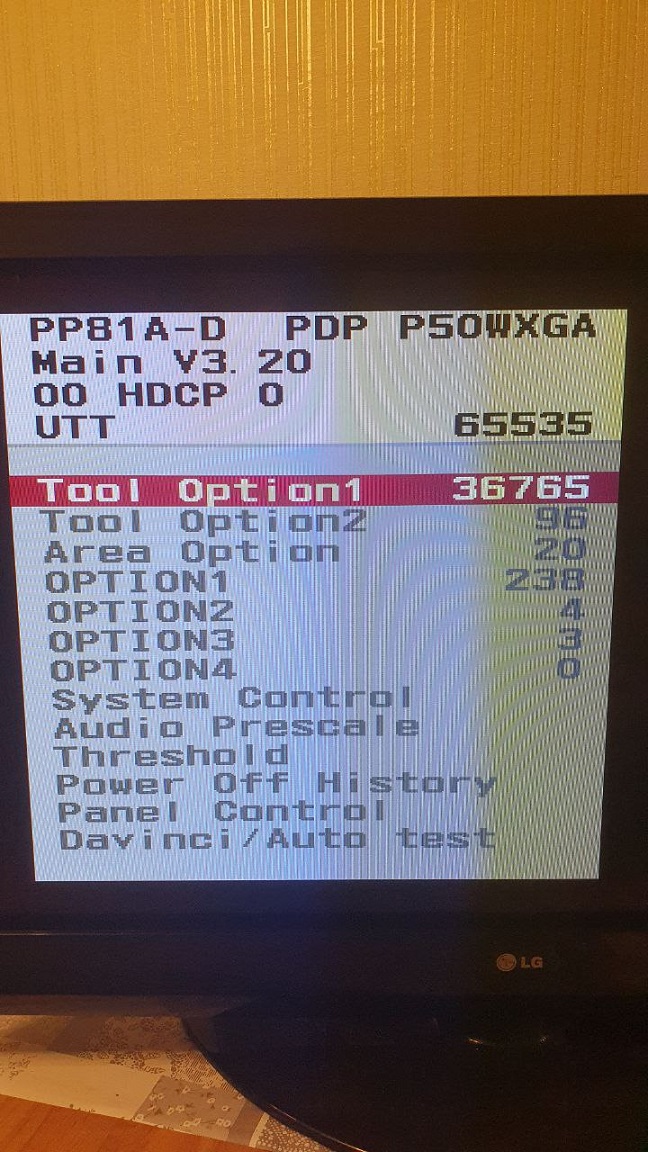 PP81A-D PDP P50WXGA
Main V3. 20
00 HDCP 0
UTT 65535
Tool Option1 36765
Tool Option2 96
Area Option 20
OPTION1 238
OPTION2 4
OPTION3 3
OPTION4 0
System Control
Audio Prescale
Threshold
Power Off History
Panel Control
Davinci/Auto test
LG